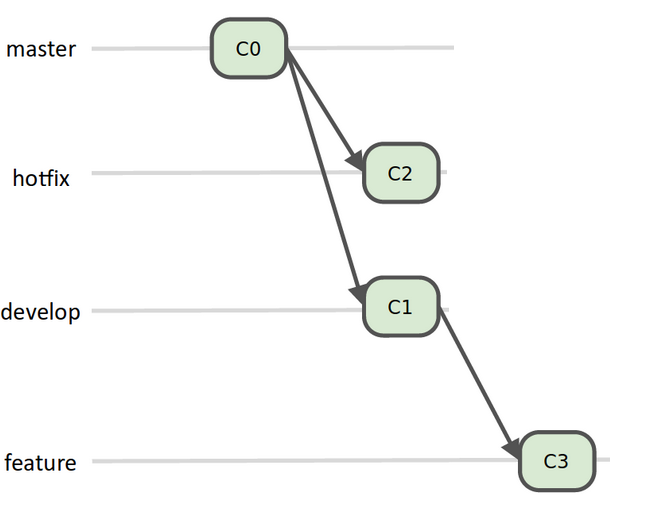 master
C0
hotfix
C2
develop
C1
feature
C3